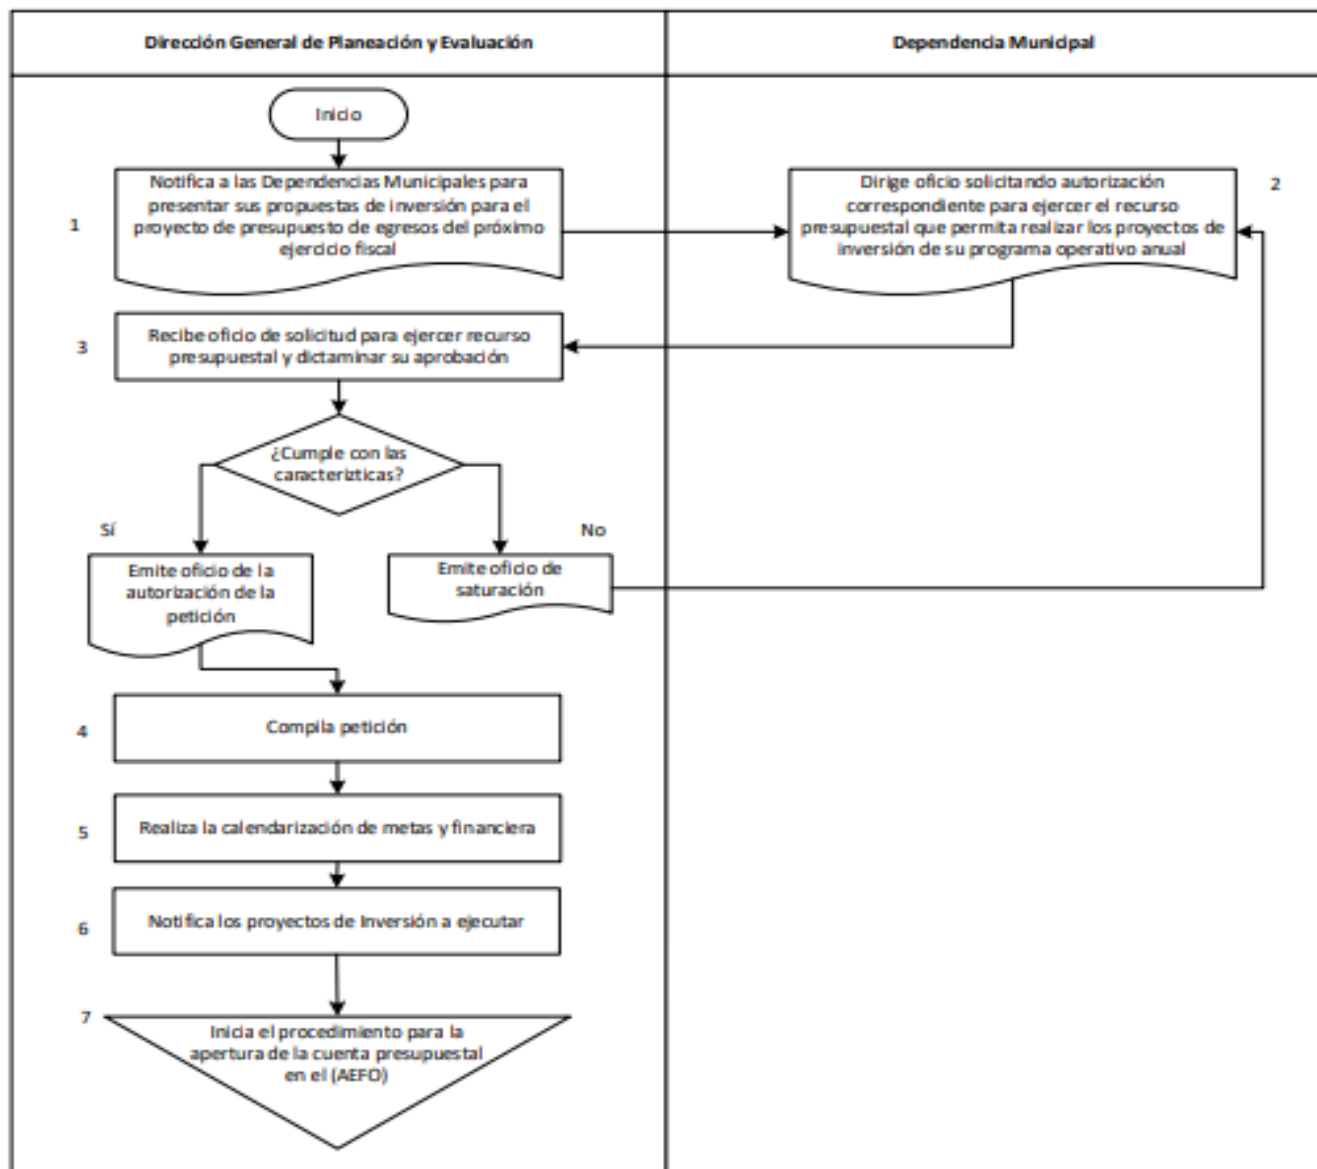 Dirección General de Planeación y Evaluación
Dependencia Municipal
Inicio
1
Notifica a las Dependencias Municipales para
presentar sus propuestas de inversión para el
proyecto de presupuesto de egresos del próximo
ejercicio fiscal
Dirige oficio solicitando autorización
correspondiente para ejercer el recurso
presupuestal que permita realizar los proyectos de
inversión de su programa operativo anual
2
3
Recibe oficio de solicitud para ejercer recurso
presupuestal y dictaminar su aprobación
¿Cumple con las
caracterízticas?
Sí
No
Emite oficio de la
autorización de la
petición
Emite oficio de
saturación
4
Compila petición
5
Realiza la calendarización de metas y financiera
6
Notifica los proyectos de Inversión a ejecutar
7
Inicia el procedimiento para la
apertura de la cuenta presupuestal
en el (AEFO)